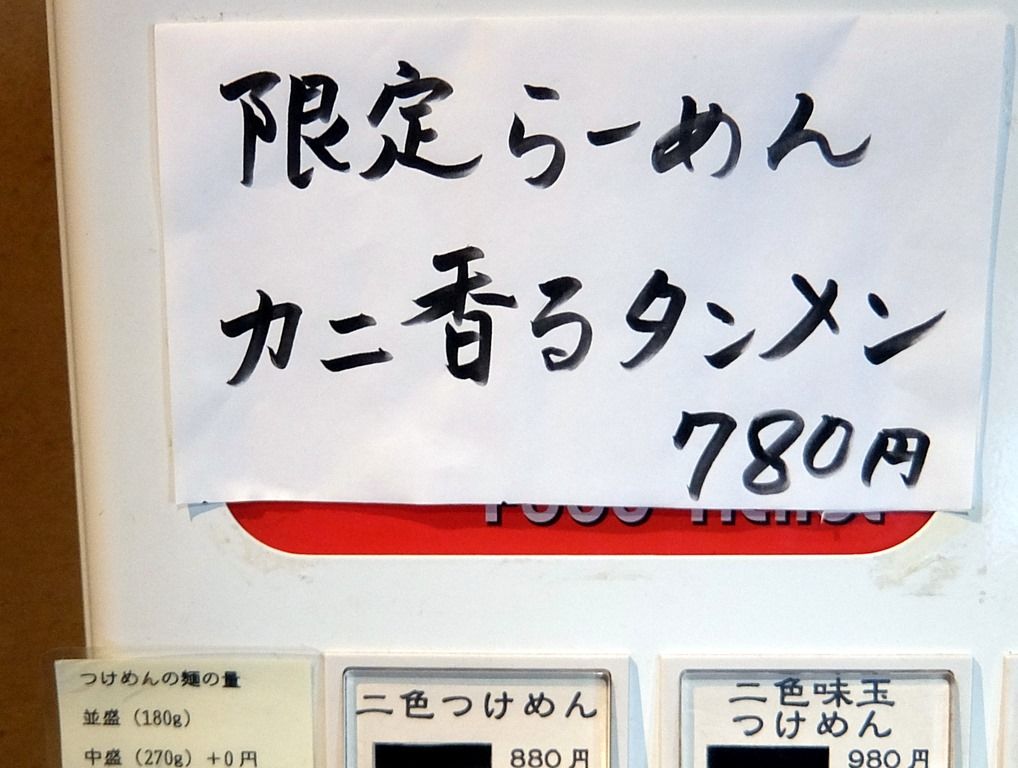 限定らーめん
カニ香るタンメン
780円
つけめんの麺の量
並盛（180g）
中盛（270g）＋0円
二色つけめん
880円
二色味玉
つけめん
980円